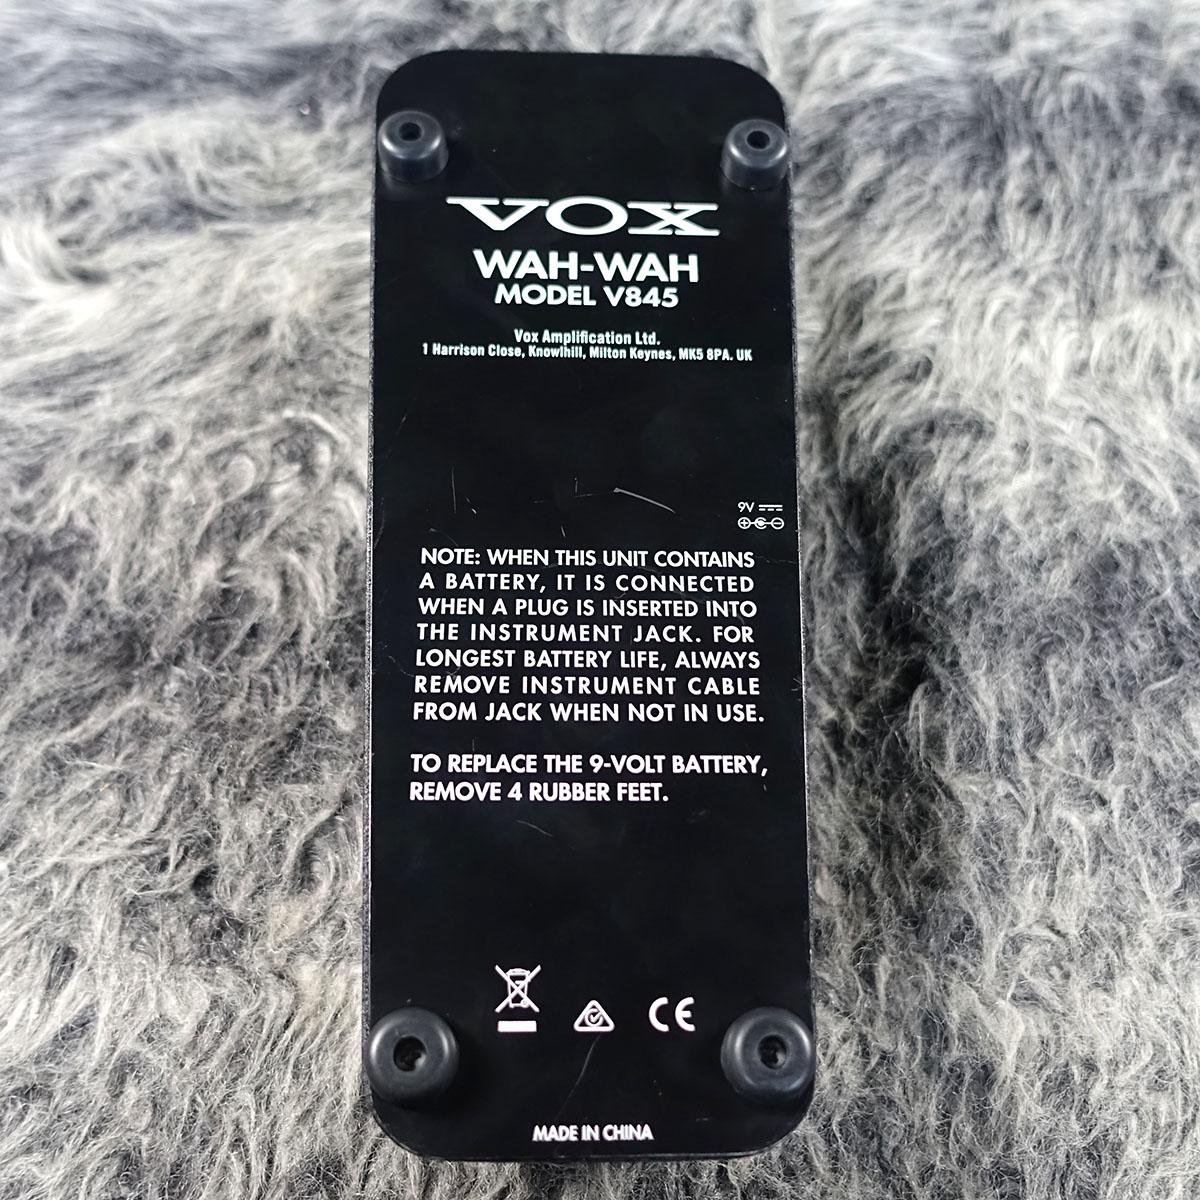 VOX
WAH-WAH
MODEL V845
Vox Amplification Ltd.
1 Harrison Close, Knowlhill, Milton Keynes, MK5 8PA. UK
9V
NOTE: WHEN THIS UNIT CONTAINS
A BATTERY, IT IS CONNECTED
WHEN A PLUG IS INSERTED INTO
THE INSTRUMENT JACK. FOR
LONGEST BATTERY LIFE, ALWAYS
REMOVE INSTRUMENT CABLE
FROM JACK WHEN NOT IN USE.
TO REPLACE THE 9-VOLT BATTERY,
REMOVE 4 RUBBER FEET.
CE
MADE IN CHINA